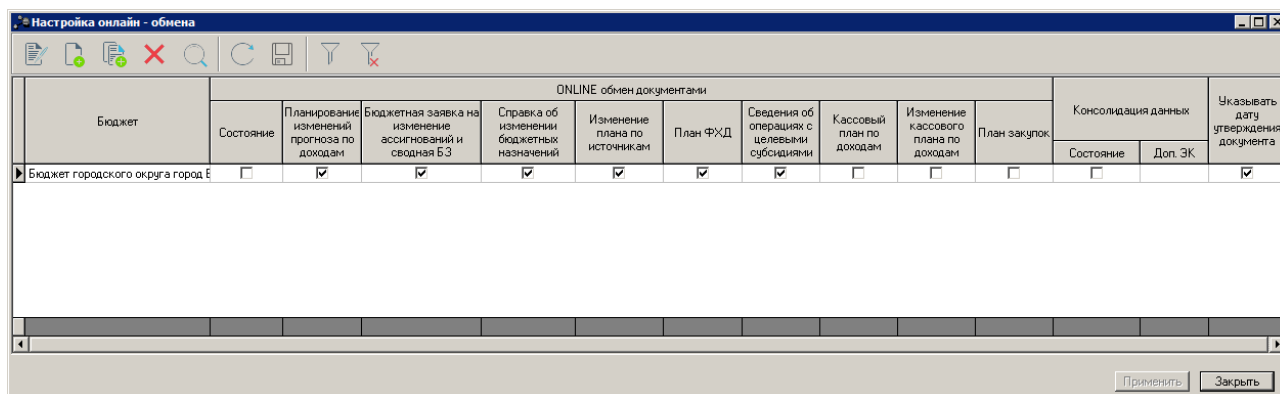 Настройка онлайн - обмена
ONLINE обмен документами
Бюджет
Состояние
Планирование
изменений
прогноза по
доходам
Бюджетная заявка на
изменение
ассигнований и
сводная БЗ
Справка об
изменении
бюджетных
назначений
Изменение
плана по
источникам
План ФХД
Сведения об
операциях с
целевыми
субсидиями
Кассовый
план по
доходам
Изменение
кассового
плана по
доходам
План закупок
Консолидация данных
Состояние
Доп. ЭК
Указывать
дату
утверждения
документа
Бюджет городского округа город
Применить
Закрыть